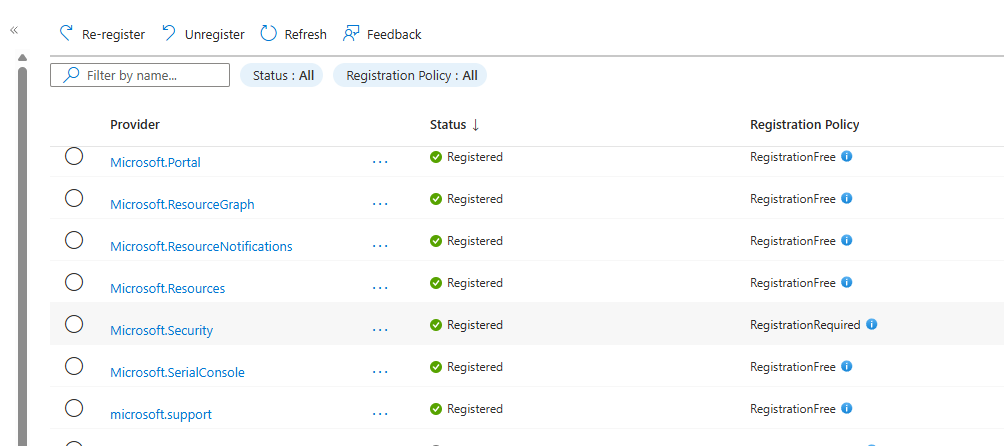 « Re-register Unregister Refresh Feedback
Filter by name... Status : All Registration Policy : All
Provider Status ↓ Registration Policy
Microsoft.Portal ... Registered RegistrationFree
Microsoft.ResourceGraph ... Registered RegistrationFree
Microsoft.ResourceNotifications ... Registered RegistrationFree
Microsoft.Resources ... Registered RegistrationFree
Microsoft.Security ... Registered RegistrationRequired
Microsoft.SerialConsole ... Registered RegistrationFree
microsoft.support ... Registered RegistrationFree